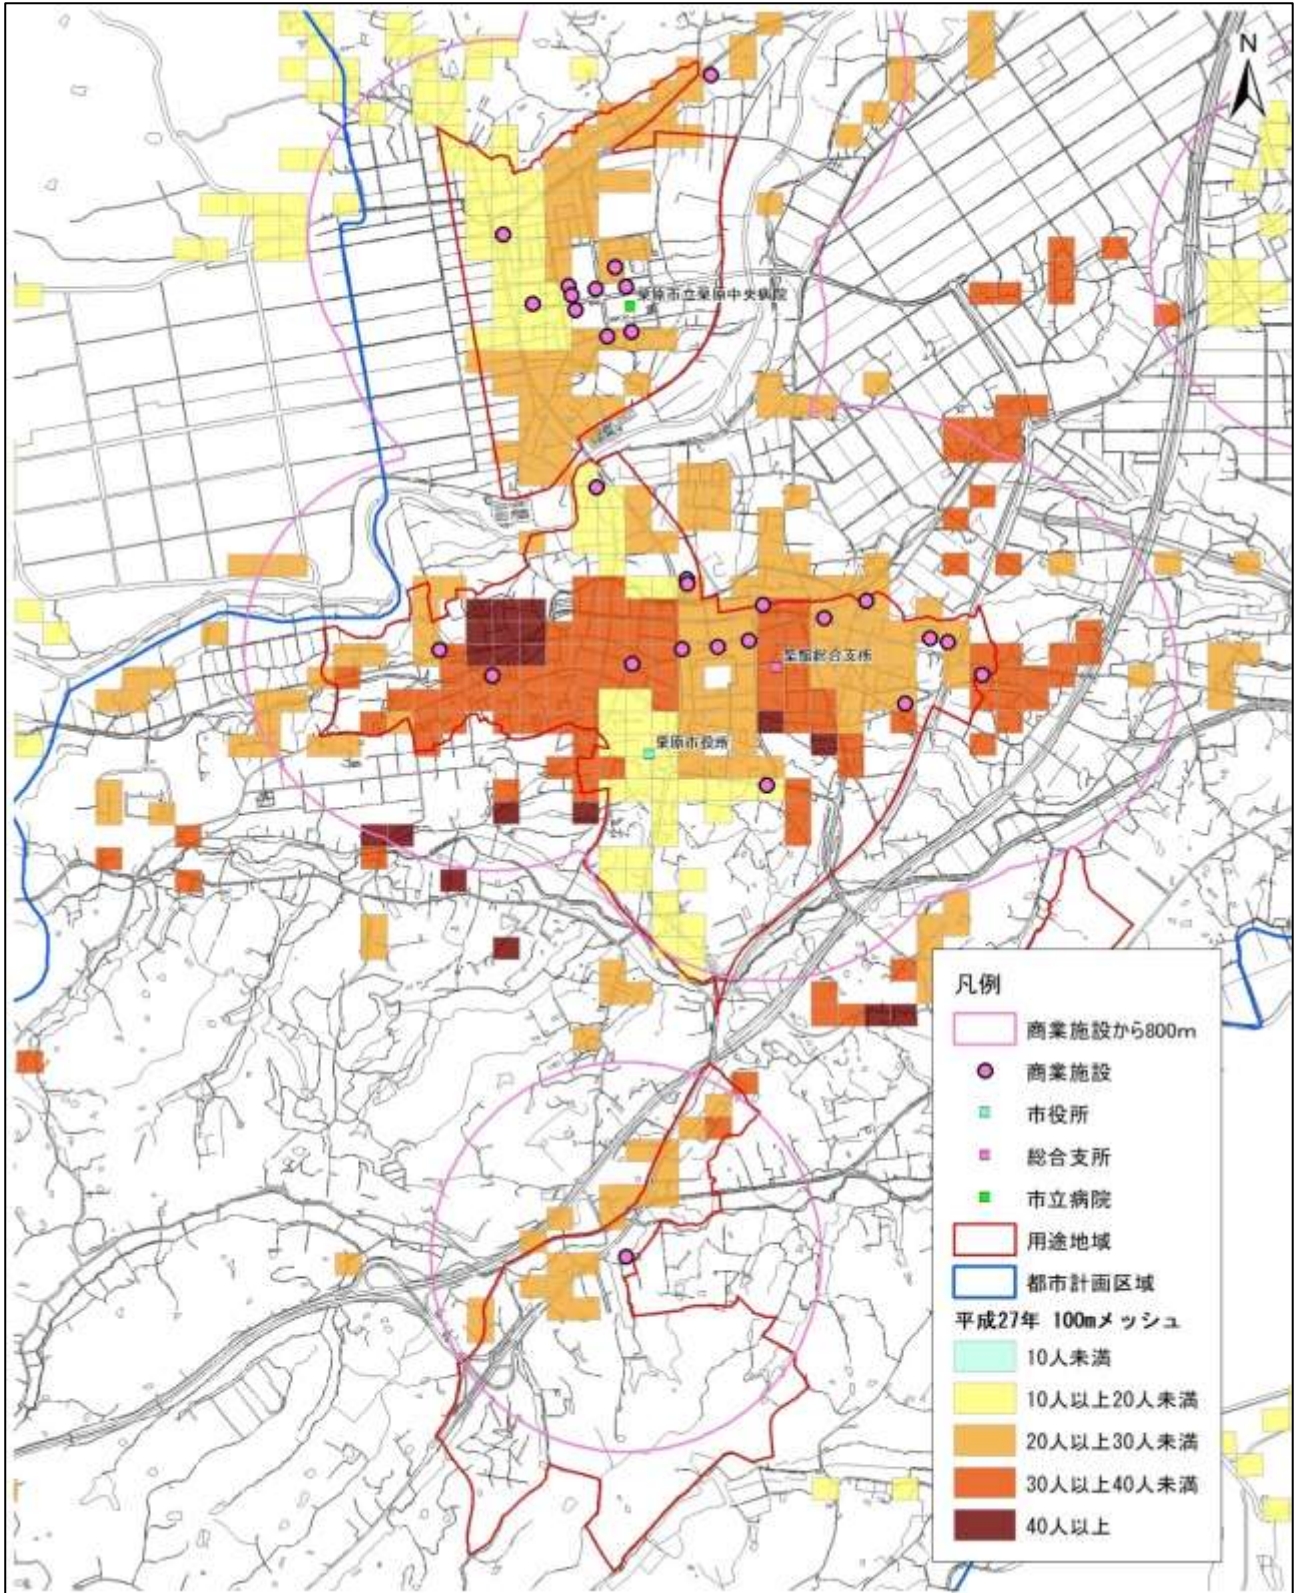 N
栗原市立栗原中央病院
築館総合支所
栗原市役所
凡例
商業施設から800m
商業施設
市役所
総合支所
市立病院
用途地域
都市計画区域
平成27年 100mメッシュ
10人未満
10人以上20人未満
20人以上30人未満
30人以上40人未満
40人以上